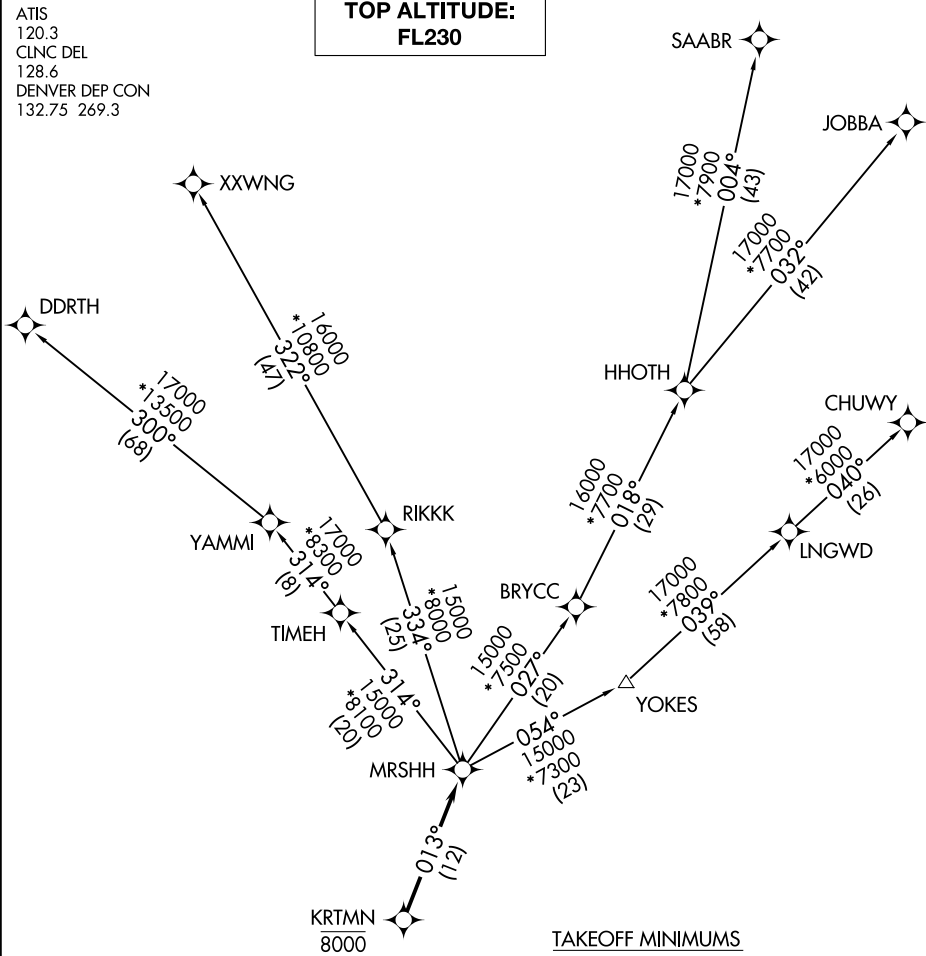 ATIS
120.3
CLNC DEL
128.6
DENVER DEP CON
132.75 269.3
TOP ALTITUDE:
FL230
SAABR
JOBBA
17000
*7900
004°
(43)
17000
*7700
032°
(42)
XXWNG
DDRTH
16000
*10800
322°
(47)
17000
*13500
300°
(68)
HHOTH
CHUWY
17000
*6000
040°
(26)
16000
*7700
018°
(29)
RIKKK
YAMMI
LNGWD
17000
*8300
314°
(8)
BRYCC
17000
*7800
039°
(58)
TIMEH
15000
*8000
334°
(25)
15000
*7500
027°
(20)
YOKES
314°
15000
*8100
(20)
054°
15000
*7300
(23)
MRSHH
013°
(12)
KRTMN
8000
TAKEOFF MINIMUMS